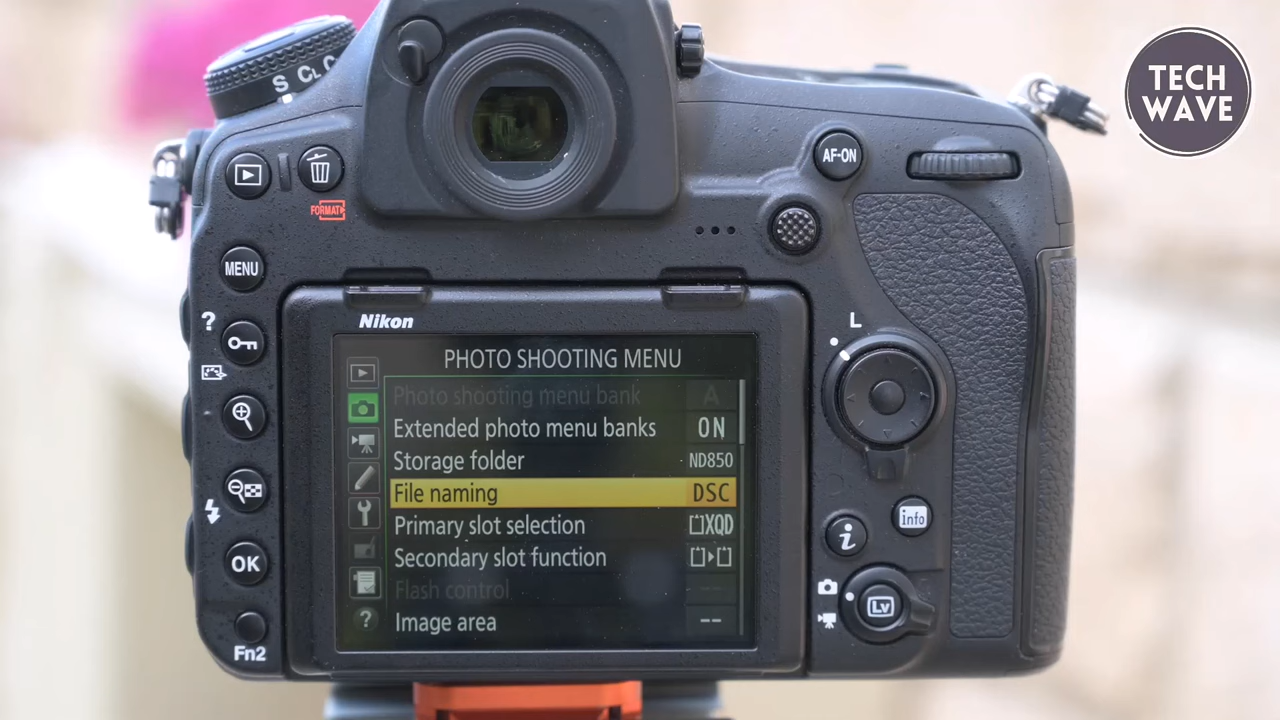 TECH
WAVE
S CL C
AF-ON
FORMAT
MENU
L
Nikon
?
PHOTO SHOOTING MENU
Photo shooting menu bank A
Extended photo menu banks ON
Storage folder ND850
File naming DSC
Primary slot selection XQD
Secondary slot function
Flash control --
Image area --
?
i
info
OK
Lv
Fn2